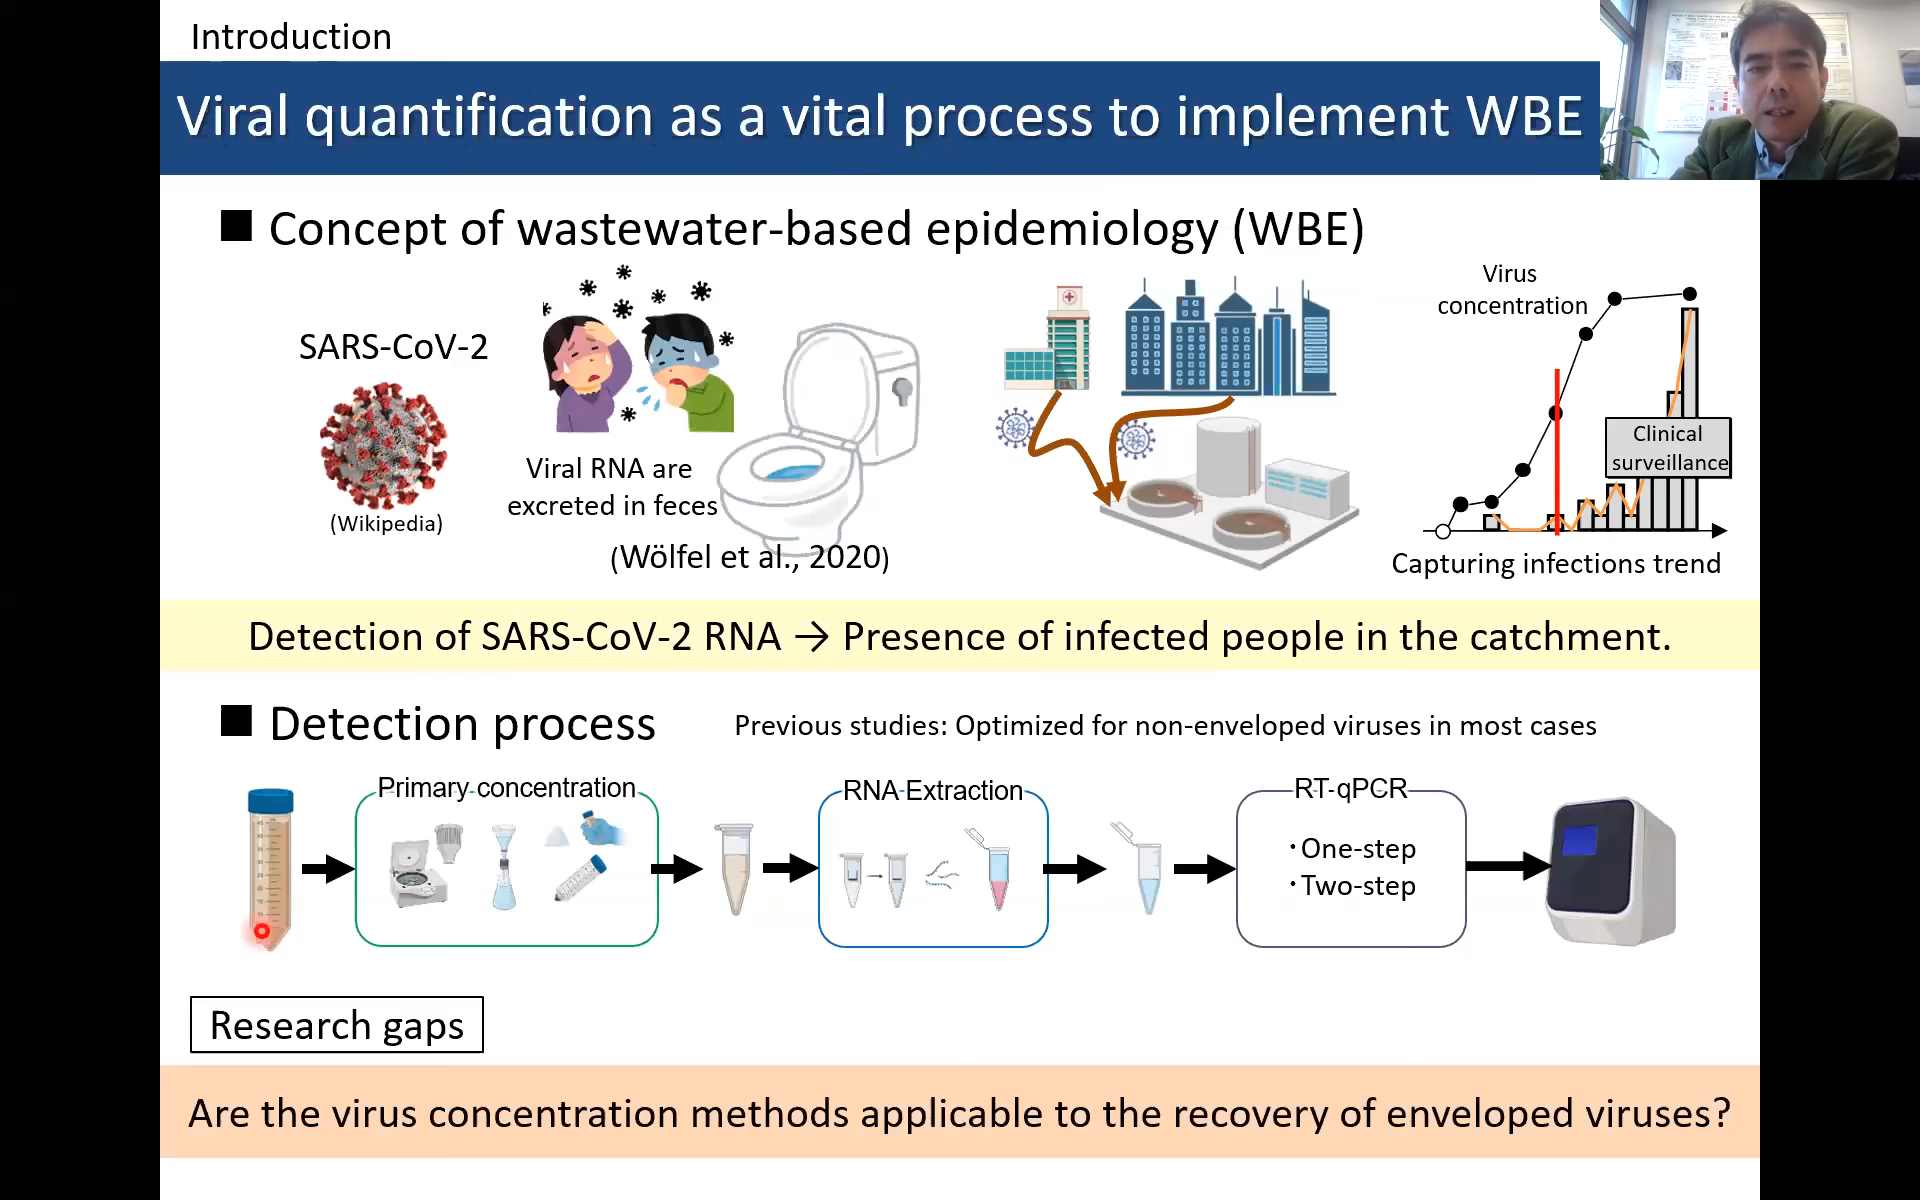 Introduction
Viral quantification as a vital process to implement WBE
■ Concept of wastewater-based epidemiology (WBE)
SARS-CoV-2
(Wikipedia)
Viral RNA are
excreted in feces
(Wölfel et al., 2020)
Virus
concentration
Clinical
surveillance
Capturing infections trend
Detection of SARS-CoV-2 RNA → Presence of infected people in the catchment.
■ Detection process
Previous studies: Optimized for non-enveloped viruses in most cases
Primary concentration
RNA Extraction
RT-qPCR
・One-step
・Two-step
Research gaps
Are the virus concentration methods applicable to the recovery of enveloped viruses?